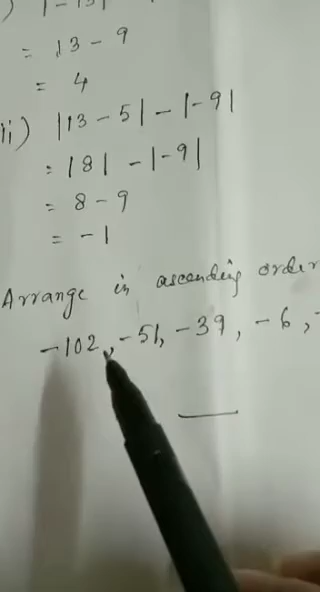 = 13 - 9
= 4
ii) |13 - 5| - |-9|
= |8| - |-9|
= 8 - 9
= -1
Arrange in ascending order
-102, -51, -39, -6,